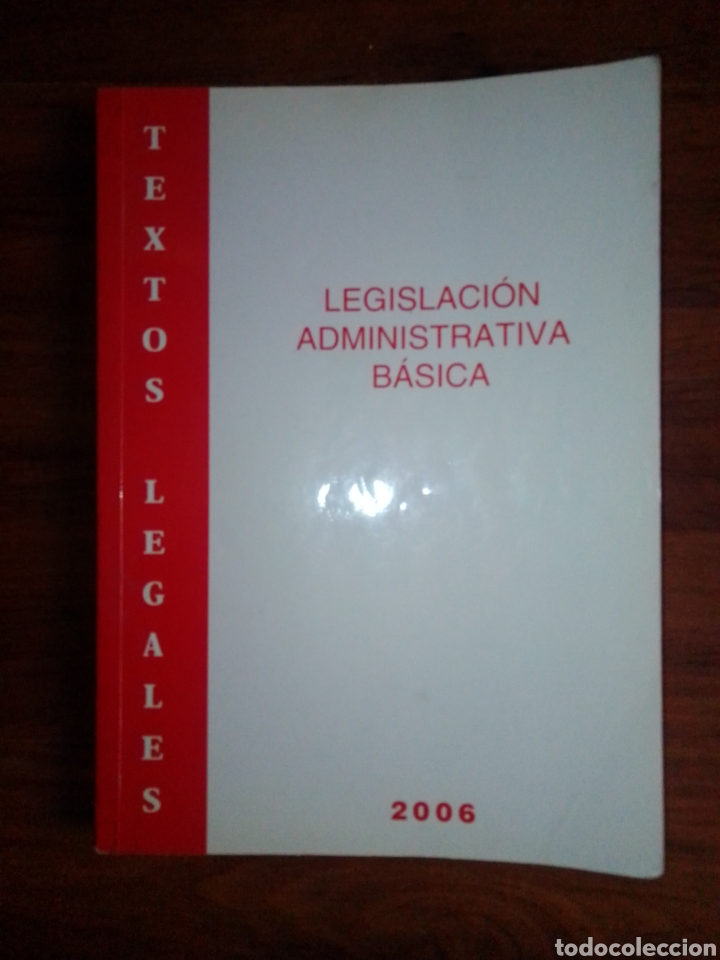 TEXTOS LEGALES
LEGISLACIÓN
ADMINISTRATIVA
BÁSICA
2006
todocoleccion